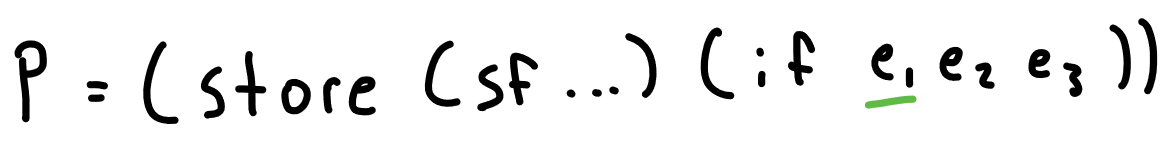 P = (store (sf ...) (if e₁ e₂ e₃))